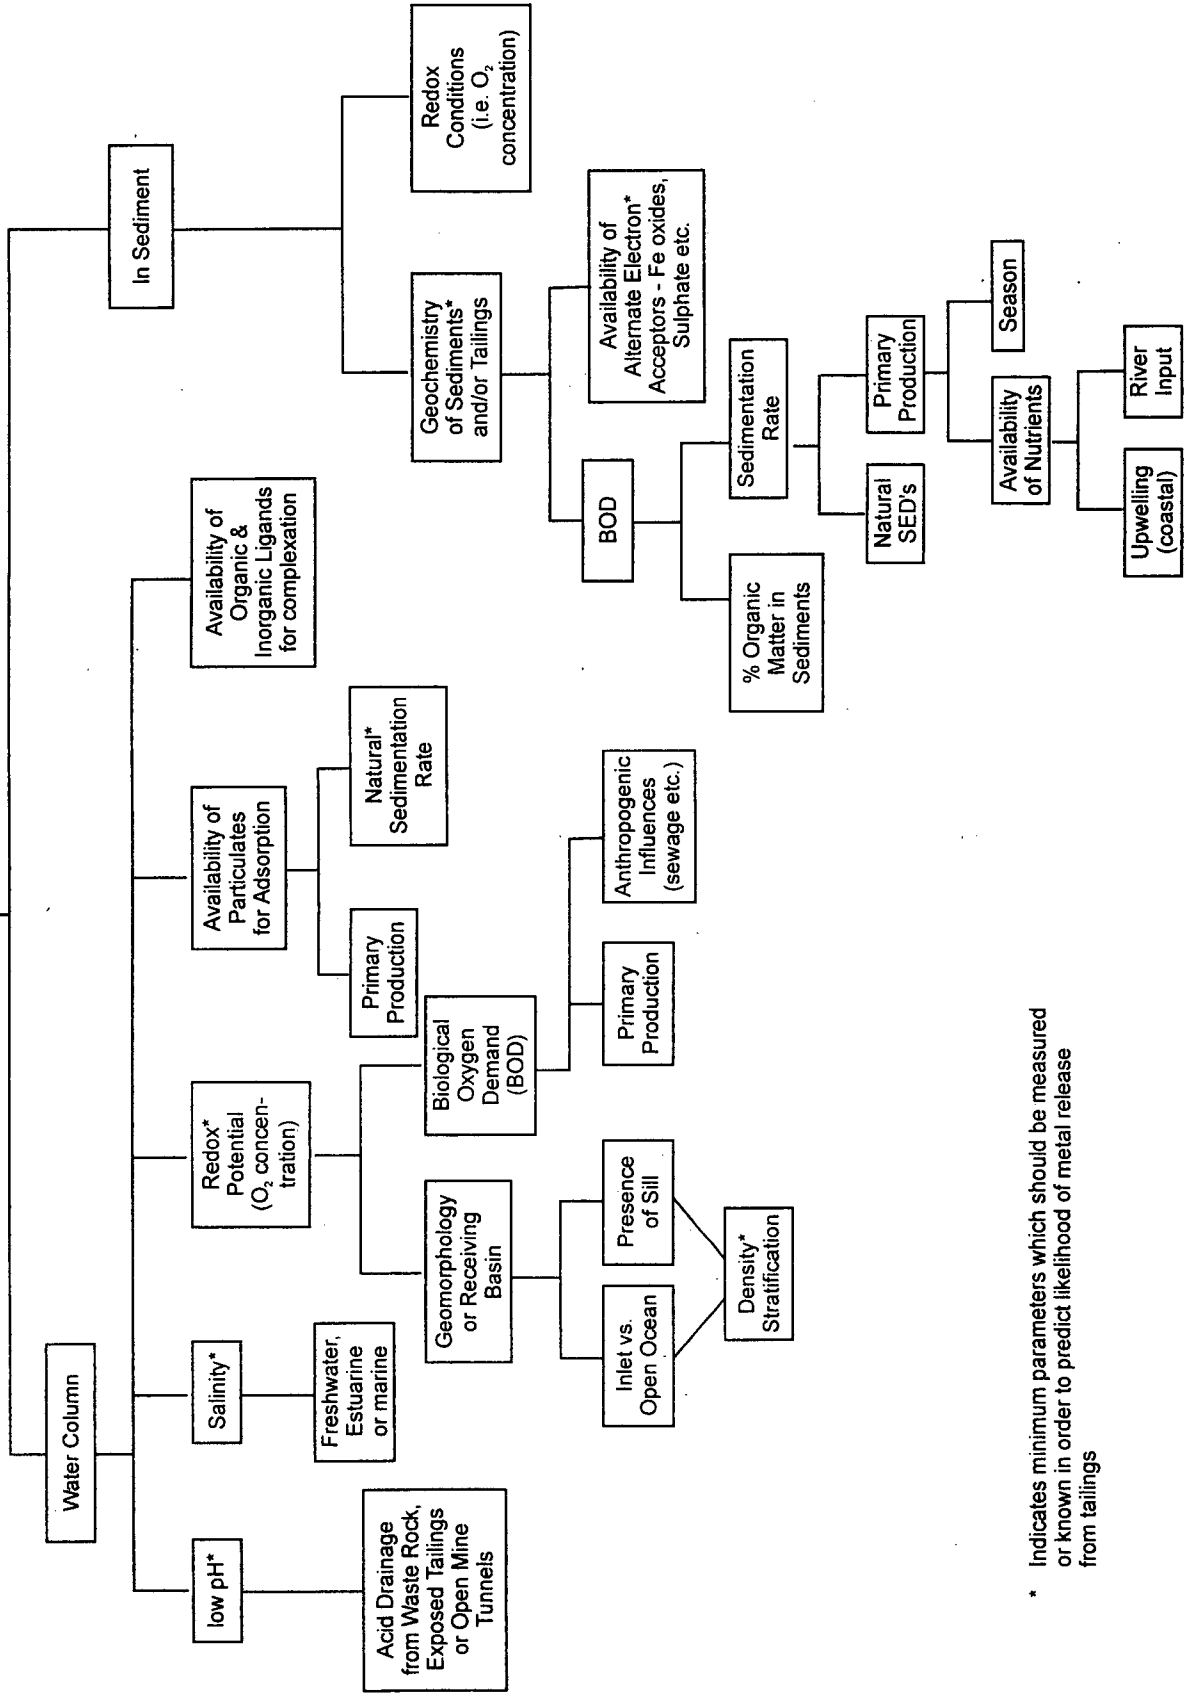 Water Column
In Sediment
low pH*
Salinity*
Redox*
Potential
(O₂ concen-
tration)
Availability of
Particulates
for Adsorption
Availability of
Organic &
Inorganic Ligands
for complexation
Acid Drainage
from Waste Rock,
Exposed Tailings
or Open Mine
Tunnels
Freshwater,
Estuarine
or marine
Geomorphology
or Receiving
Basin
Biological
Oxygen
Demand
(BOD)
Primary
Production
Natural*
Sedimentation
Rate
Inlet vs.
Open Ocean
Presence
of Sill
Density*
Stratification
Primary
Production
Anthropogenic
Influences
(sewage etc.)
Geochemistry
of Sediments*
and/or Tailings
Redox
Conditions
(i.e. O₂
concentration)
BOD
Availability of
Alternate Electron*
Acceptors - Fe oxides,
Sulphate etc.
% Organic
Matter in
Sediments
Sedimentation
Rate
Natural
SED's
Primary
Production
Availability
of Nutrients
Season
Upwelling
(coastal)
River
Input
* Indicates minimum parameters which should be measured
or known in order to predict likelihood of metal release
from tailings